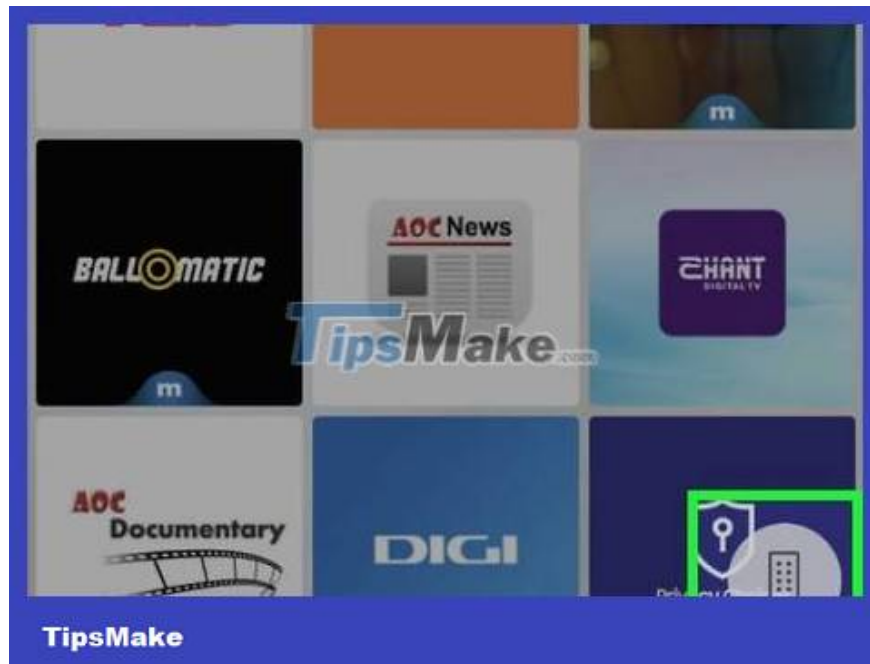 m
BALLOMATIC
AOC News
CHANT
DIGITAL TV
TipsMake.com
m
AOC
Documentary
DIGI
TipsMake